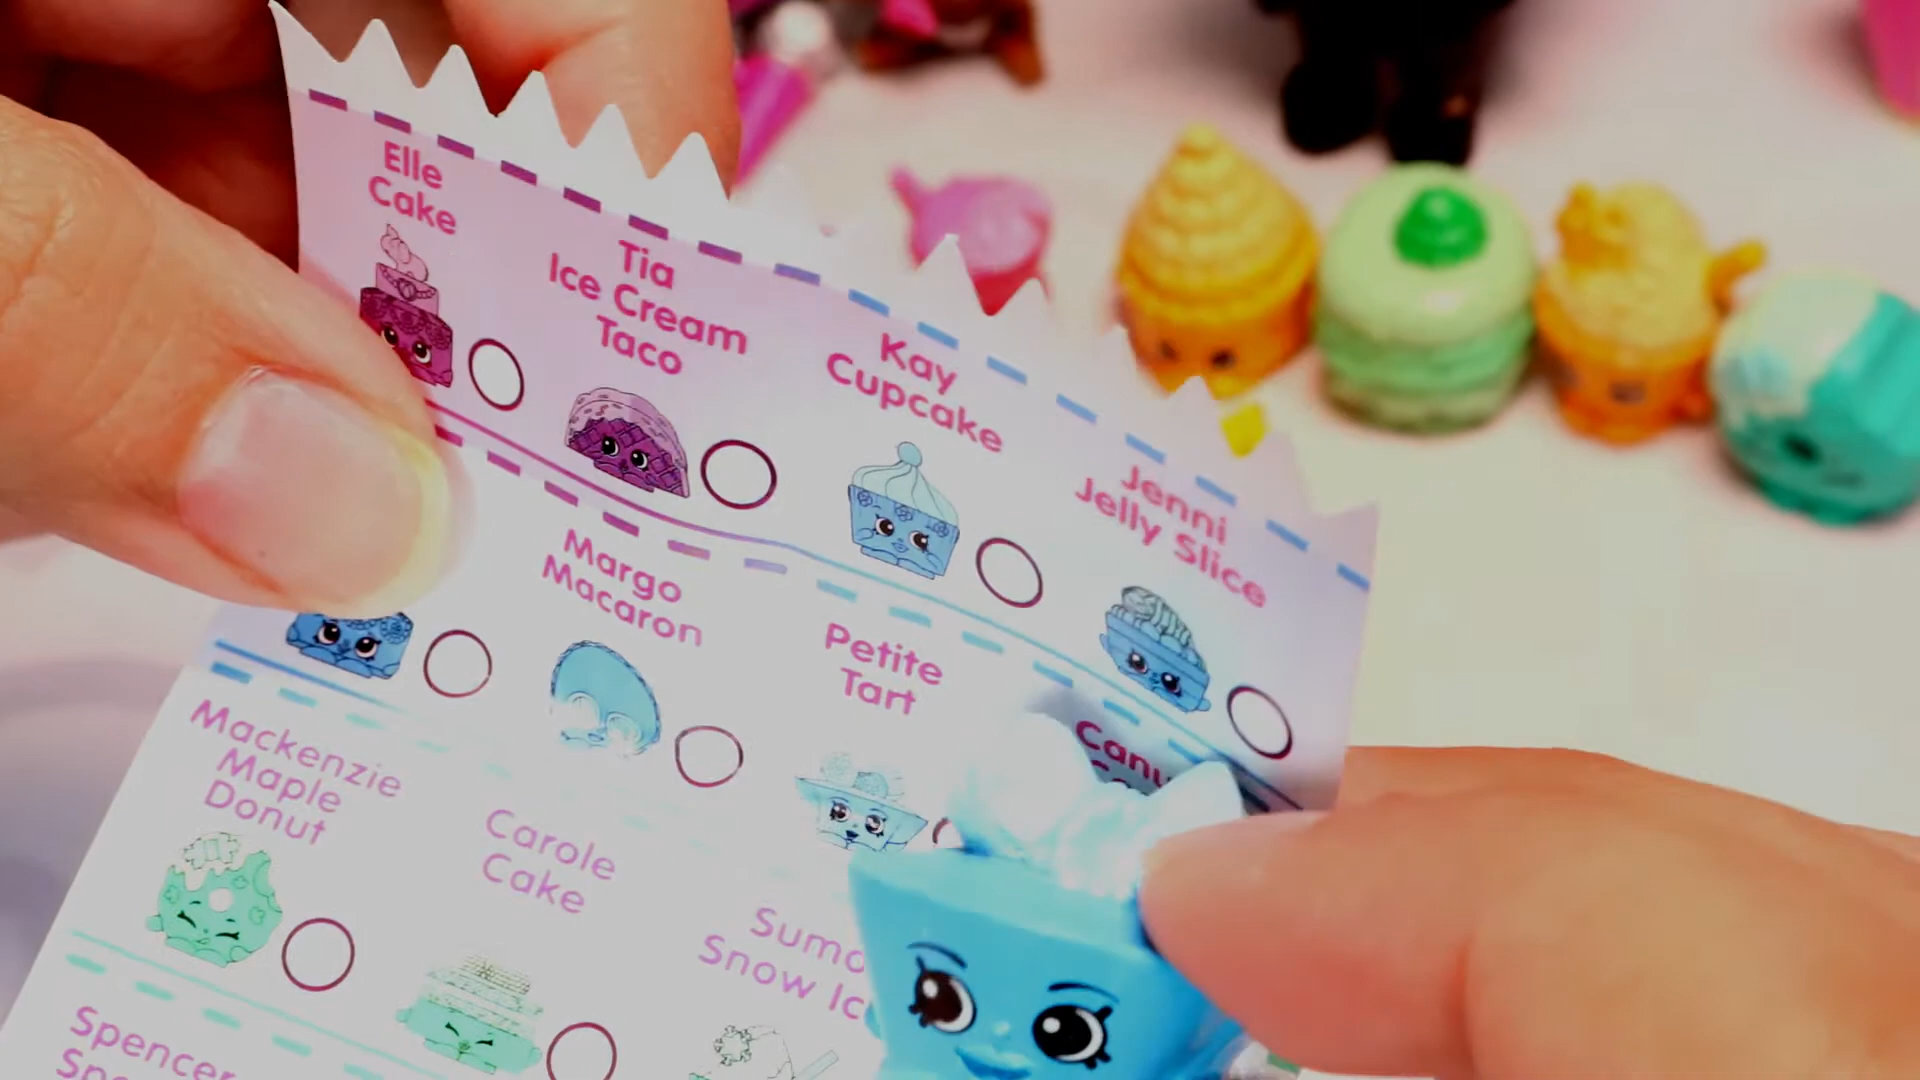 Elle
Cake
Tia
Ice Cream
Taco
Kay
Cupcake
Jenni
Jelly Slice
Margo
Macaron
Petite
Tart
Mackenzie
Maple
Donut
Carole
Cake
Snow
Spencer